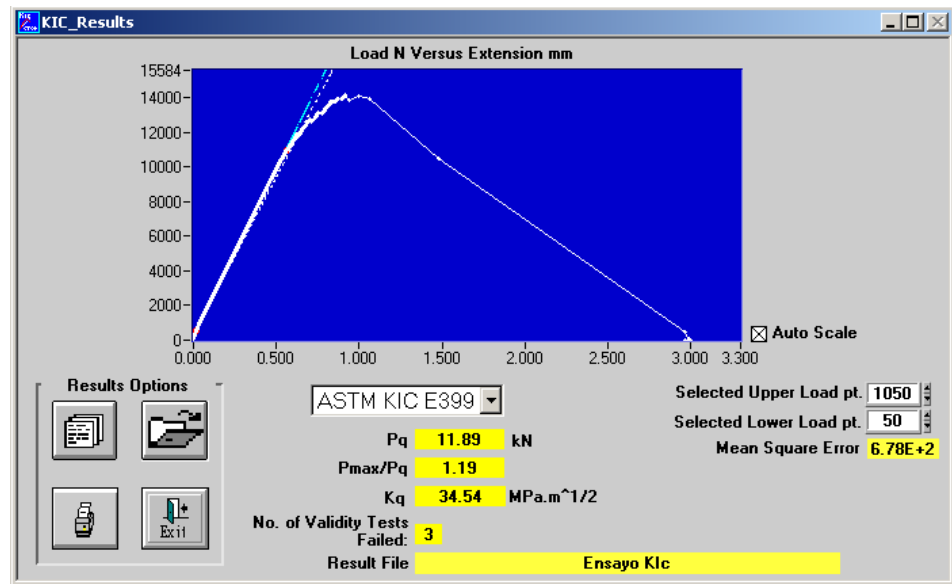 KIC_Results
Load N Versus Extension mm
15584
14000
12000
10000
8000
6000
4000
2000
0
0.000 0.500 1.000 1.500 2.000 2.500 3.000 3.300
Auto Scale
Results Options
Exit
ASTM KIC E399
Pq 11.89 kN
Pmax/Pq 1.19
Kq 34.54 MPa.m^1/2
No. of Validity Tests
Failed: 3
Result File Ensayo KIc
Selected Upper Load pt. 1050
Selected Lower Load pt. 50
Mean Square Error 6.78E+2